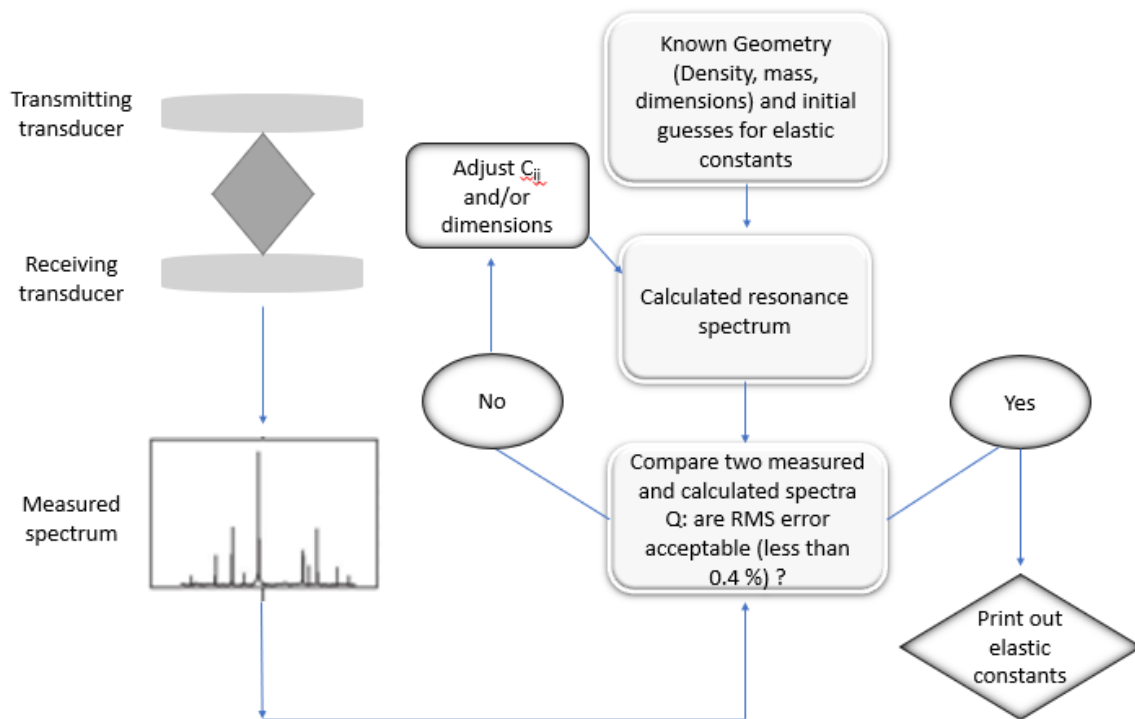 Transmitting
transducer
Receiving
transducer
Measured
spectrum
Known Geometry
(Density, mass,
dimensions) and initial
guesses for elastic
constants
Adjust Cij
and/or
dimensions
Calculated resonance
spectrum
No
Yes
Compare two measured
and calculated spectra
Q: are RMS error
acceptable (less than
0.4 %) ?
Print out
elastic
constants